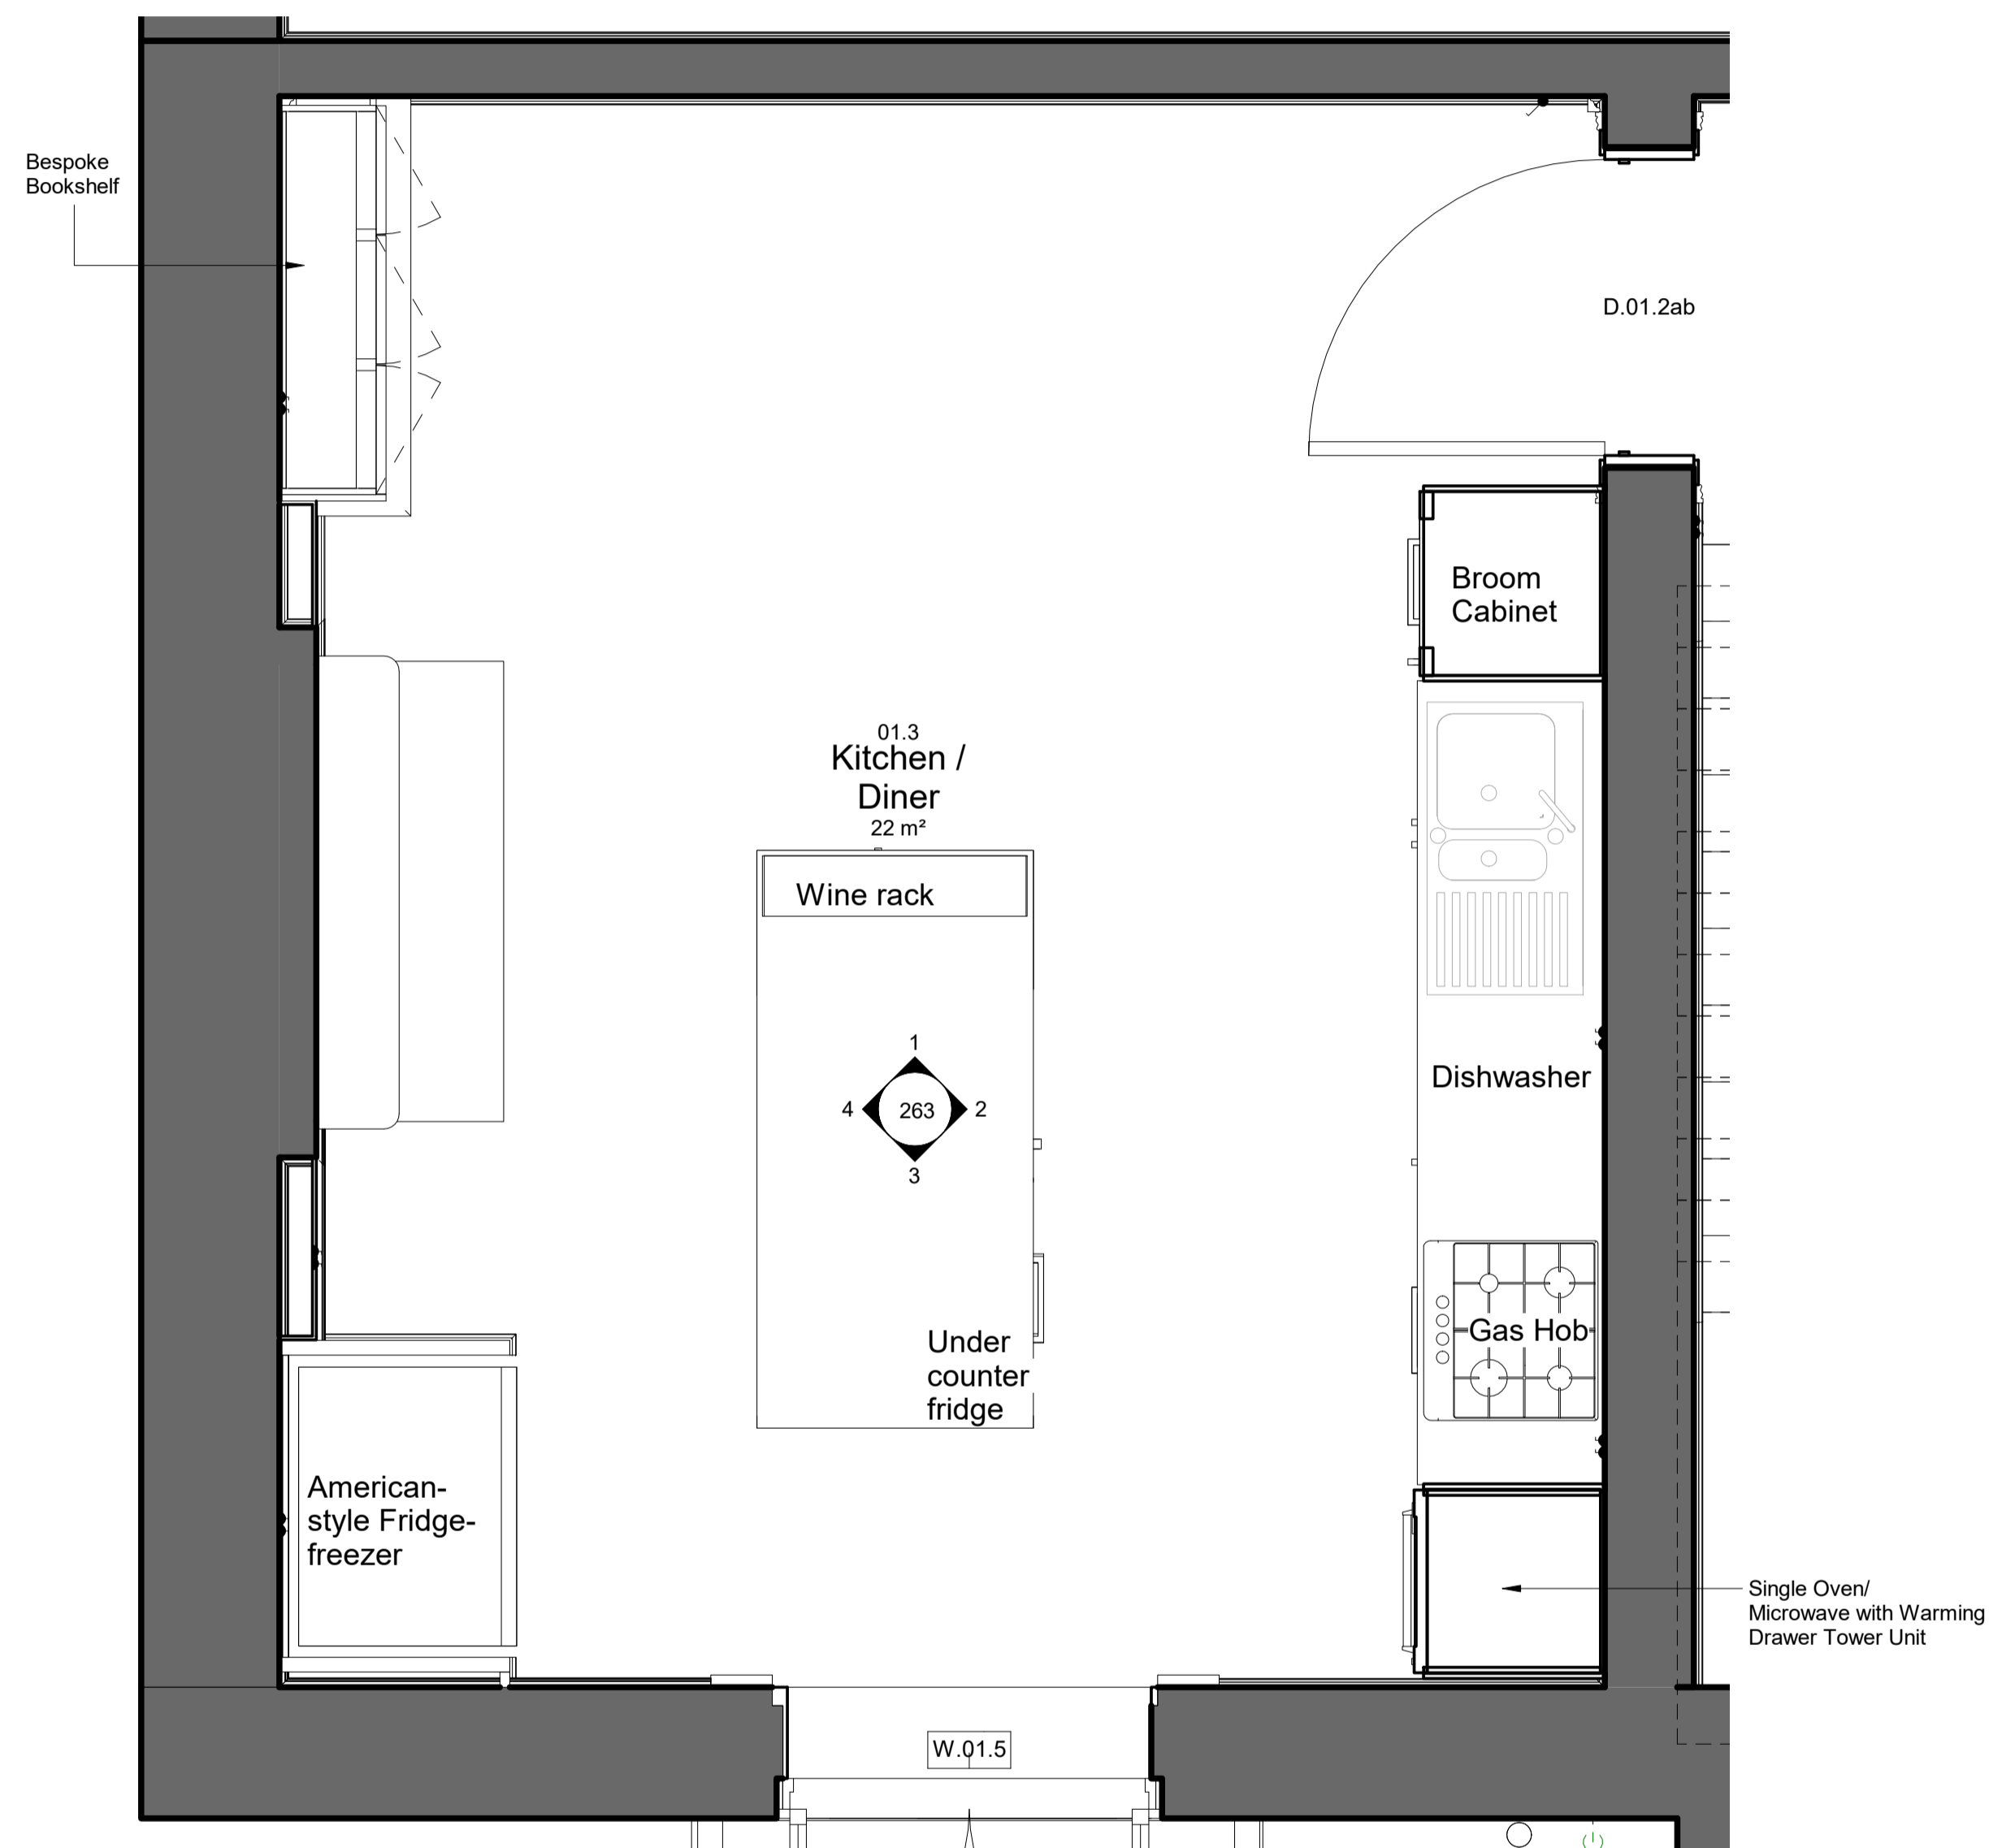 Bespoke
Bookshelf
D.01.2ab
Broom
Cabinet
01.3
Kitchen /
Diner
22 m²
Wine rack
1
4
263
2
3
Dishwasher
Gas Hob
Under
counter
fridge
American-
style Fridge-
freezer
Single Oven/
Microwave with Warming
Drawer Tower Unit
W.01.5